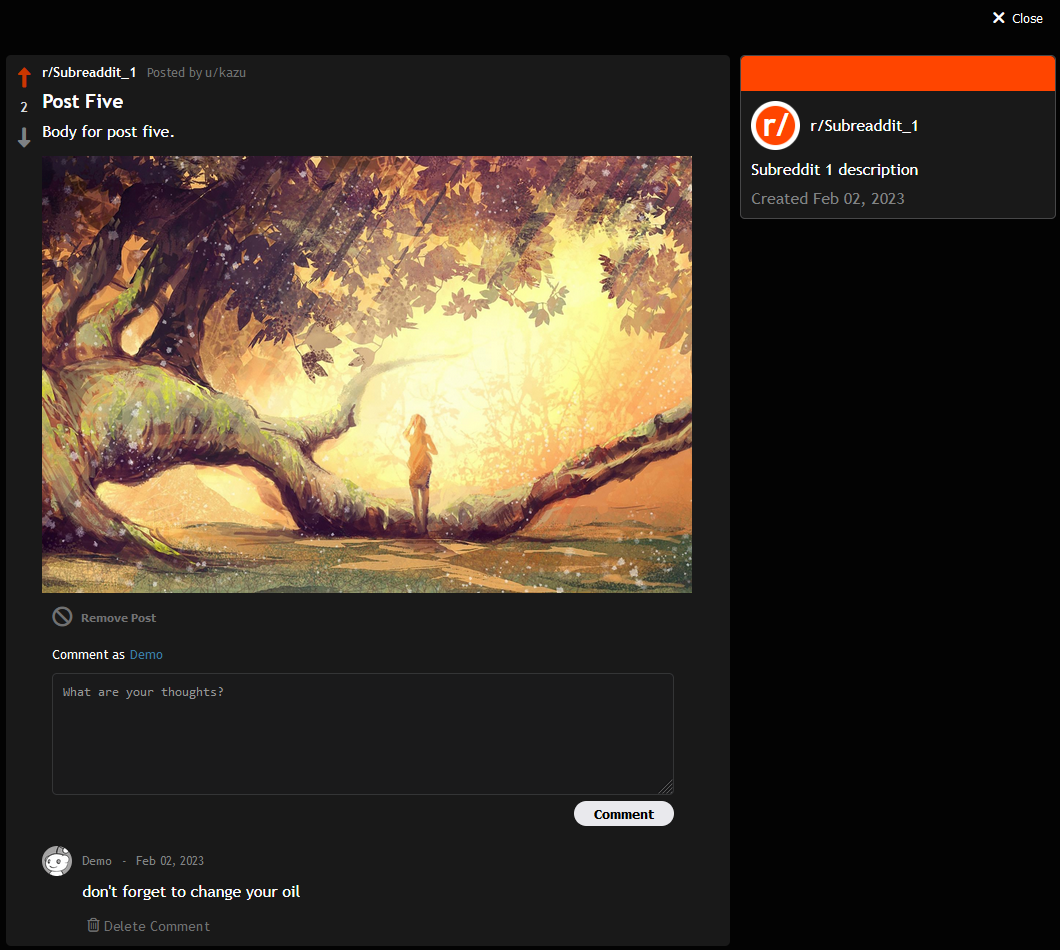 Close
r/Subreaddit_1 Posted by u/kazu
2
Post Five
Body for post five.
Remove Post
Comment as Demo
What are your thoughts?
Comment
Demo - Feb 02, 2023
don't forget to change your oil
Delete Comment
r/
r/Subreaddit_1
Subreddit 1 description
Created Feb 02, 2023